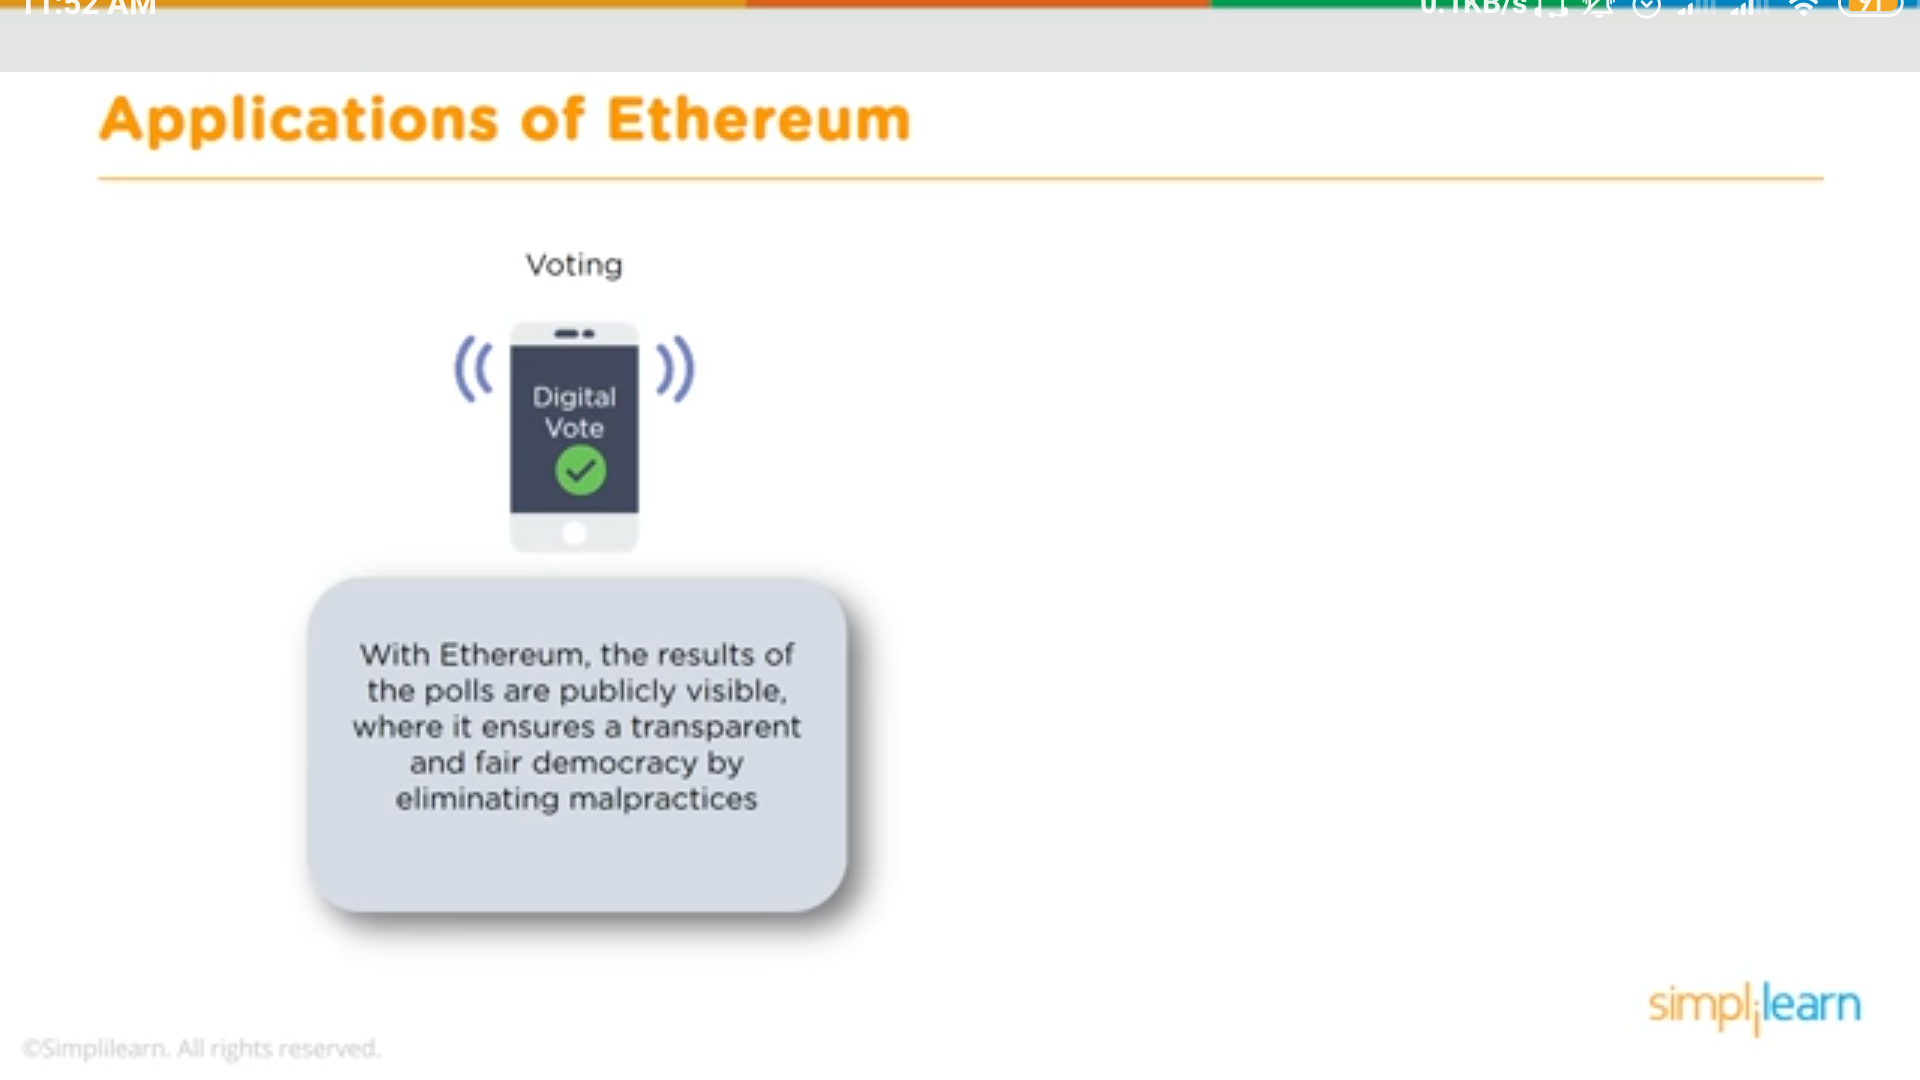 11:52 AM
0.1KB/s
91
Applications of Ethereum
Voting
Digital
Vote
With Ethereum, the results of
the polls are publicly visible,
where it ensures a transparent
and fair democracy by
eliminating malpractices
simplilearn
©Simplilearn. All rights reserved.